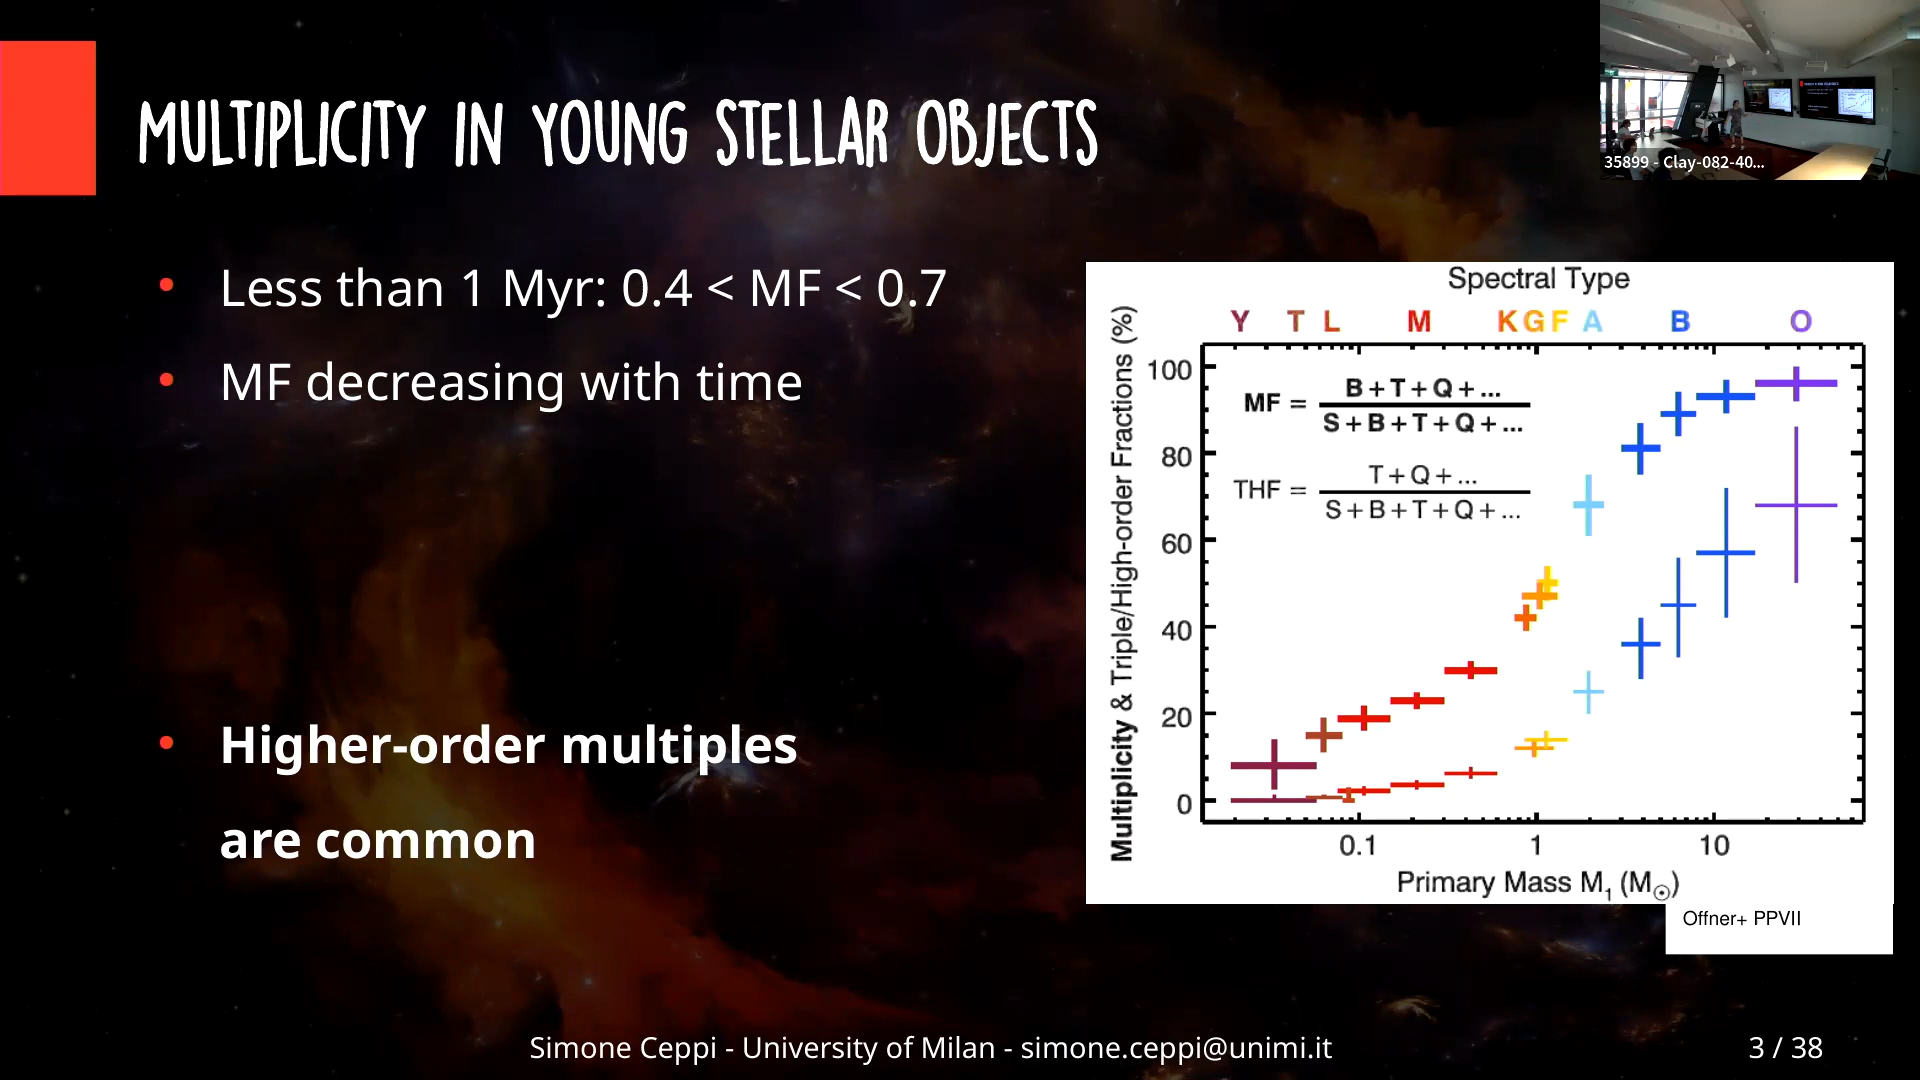 MULTIPLICITY IN YOUNG STELLAR OBJECTS
35899 - Clay-082-40...
• Less than 1 Myr: 0.4 < MF < 0.7
• MF decreasing with time
• Higher-order multiples
are common
Spectral Type
Y T L M K G F A B O
Multiplicity & Triple/High-order Fractions (%)
100
80
60
40
20
0
MF = B + T + Q + ...
S + B + T + Q + ...
THF = T + Q + ...
S + B + T + Q + ...
0.1 1 10
Primary Mass M₁ (M☉)
Offner+ PPVII
Simone Ceppi - University of Milan - simone.ceppi@unimi.it
3 / 38